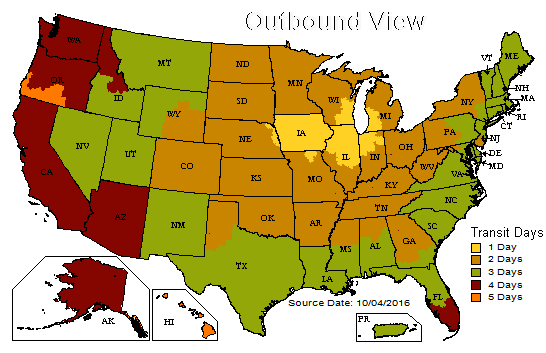 Outbound View
WA
MT
ND
MN
VT
ME
OR
ID
SD
WI
MI
NY
NH
MA
RI
CT
WY
NE
IA
PA
NJ
NV
UT
CO
IL
IN
OH
WV
DE
MD
VA
CA
KS
MO
KY
NC
AZ
NM
OK
AR
TN
SC
TX
LA
MS
AL
GA
FL
AK
HI
PR
Transit Days
1 Day
2 Days
3 Days
4 Days
5 Days
Source Date: 10/04/2016